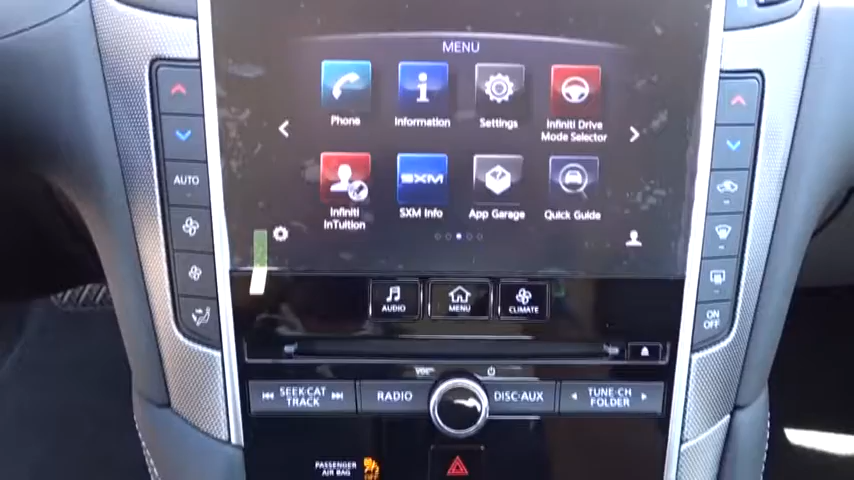 MENU
Phone
Information
Settings
Infiniti Drive
Mode Selector
Infiniti
InTuition
SXM
SXM Info
App Garage
Quick Guide
AUTO
AUDIO
MENU
CLIMATE
ON
OFF
VOL
SEEK·CAT
TRACK
RADIO
DISC·AUX
TUNE·CH
FOLDER
PASSENGER
AIR BAG